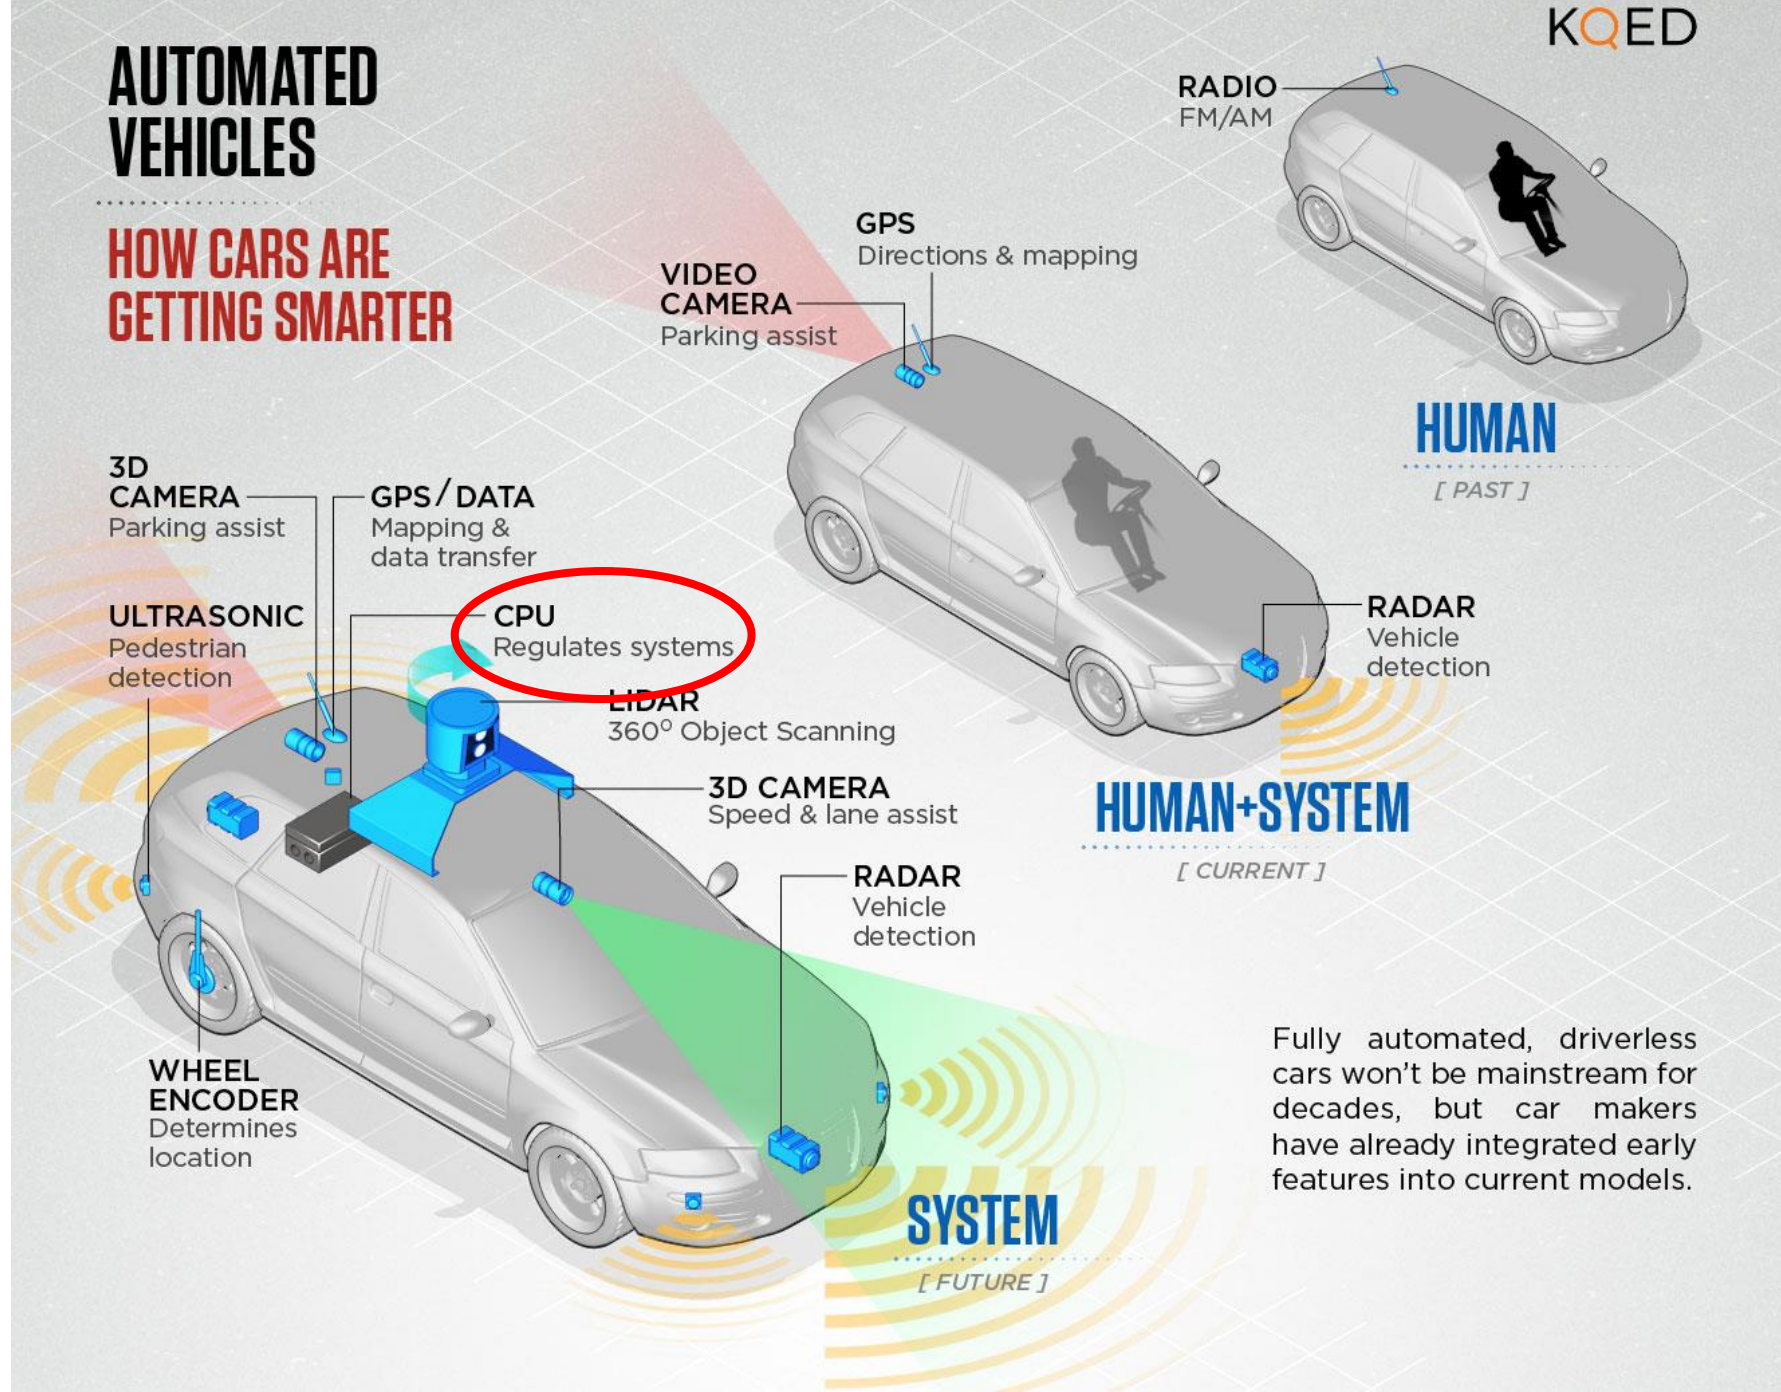 KQED
AUTOMATED
VEHICLES
HOW CARS ARE
GETTING SMARTER
RADIO
FM/AM
HUMAN
[ PAST ]
GPS
Directions & mapping
VIDEO
CAMERA
Parking assist
RADAR
Vehicle
detection
HUMAN+SYSTEM
[ CURRENT ]
3D
CAMERA
Parking assist
GPS/DATA
Mapping &
data transfer
ULTRASONIC
Pedestrian
detection
CPU
Regulates systems
LIDAR
360⁰ Object Scanning
3D CAMERA
Speed & lane assist
RADAR
Vehicle
detection
WHEEL
ENCODER
Determines
location
SYSTEM
[ FUTURE ]
Fully automated, driverless
cars won't be mainstream for
decades, but car makers
have already integrated early
features into current models.